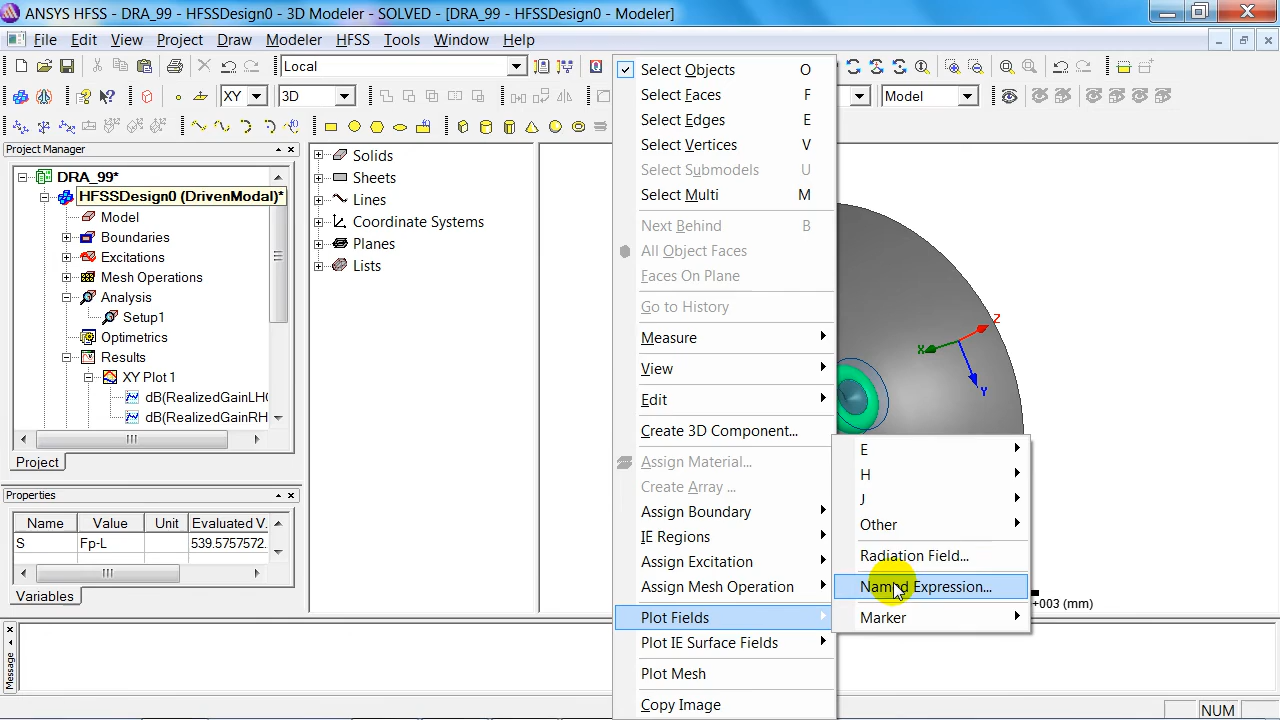 ANSYS HFSS - DRA_99 - HFSSDesign0 - 3D Modeler - SOLVED - [DRA_99 - HFSSDesign0 - Modeler]
File Edit View Project Draw Modeler HFSS Tools Window Help
Local
XY 3D Model
Project Manager
DRA_99*
HFSSDesign0 (DrivenModal)*
Model
Boundaries
Excitations
Mesh Operations
Analysis
Setup1
Optimetrics
Results
XY Plot 1
dB(RealizedGainLH
dB(RealizedGainRH
Project
Properties
Name Value Unit Evaluated V.
S Fp-L 539.5757572.
Variables
Solids
Sheets
Lines
Coordinate Systems
Planes
Lists
Select Objects O
Select Faces F
Select Edges E
Select Vertices V
Select Submodels U
Select Multi M
Next Behind B
All Object Faces
Faces On Plane
Go to History
Measure
View
Edit
Create 3D Component...
Assign Material...
Create Array ...
Assign Boundary
IE Regions
Assign Excitation
Assign Mesh Operation
Plot Fields
Plot IE Surface Fields
Plot Mesh
Copy Image
E
H
J
Other
Radiation Field...
Named Expression...
Marker
Z
X
Y
+003 (mm)
Message
NUM